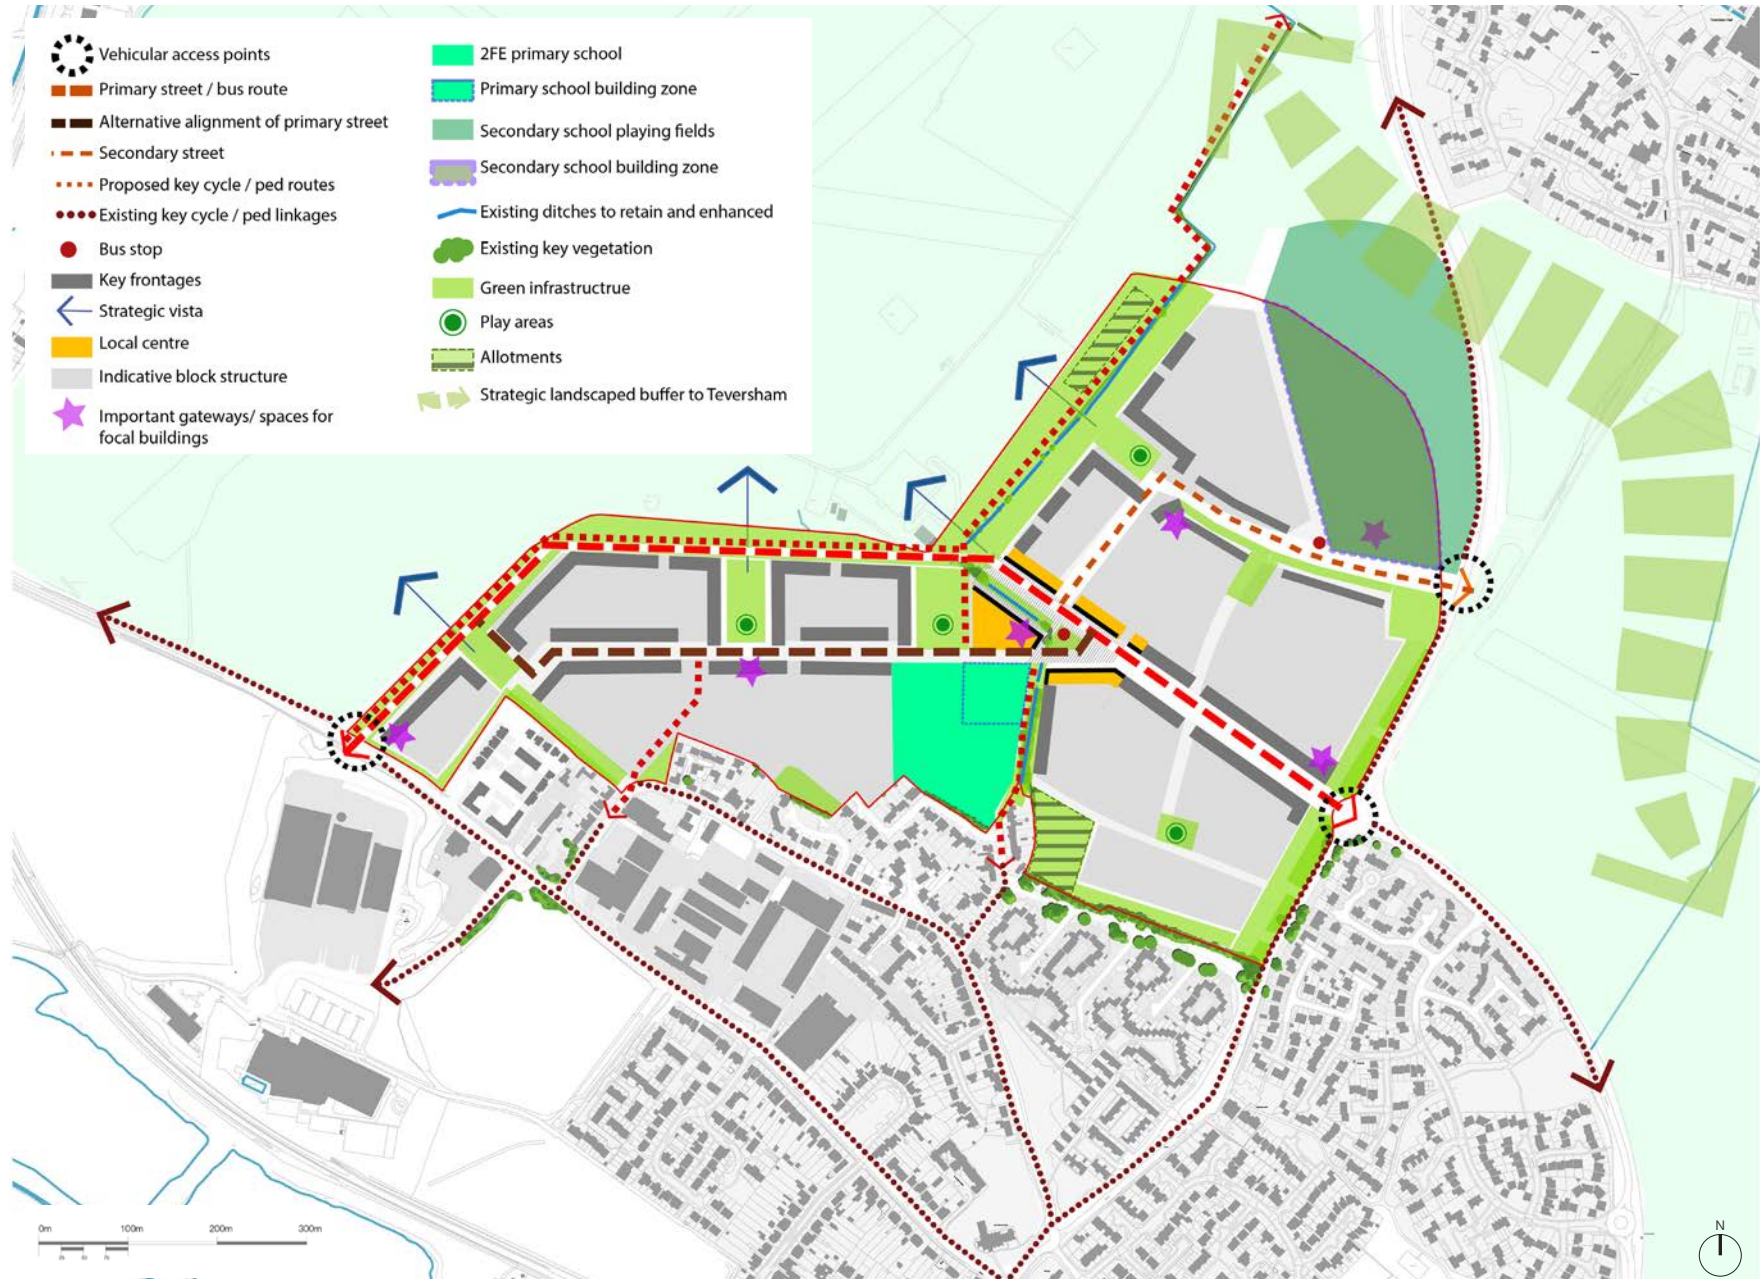 Vehicular access points
Primary street / bus route
Alternative alignment of primary street
Secondary street
Proposed key cycle / ped routes
Existing key cycle / ped linkages
Bus stop
Key frontages
Strategic vista
Local centre
Indicative block structure
Important gateways/ spaces for
focal buildings
2FE primary school
Primary school building zone
Secondary school playing fields
Secondary school building zone
Existing ditches to retain and enhanced
Existing key vegetation
Green infrastructrue
Play areas
Allotments
Strategic landscaped buffer to Teversham
0m 100m 200m 300m
N